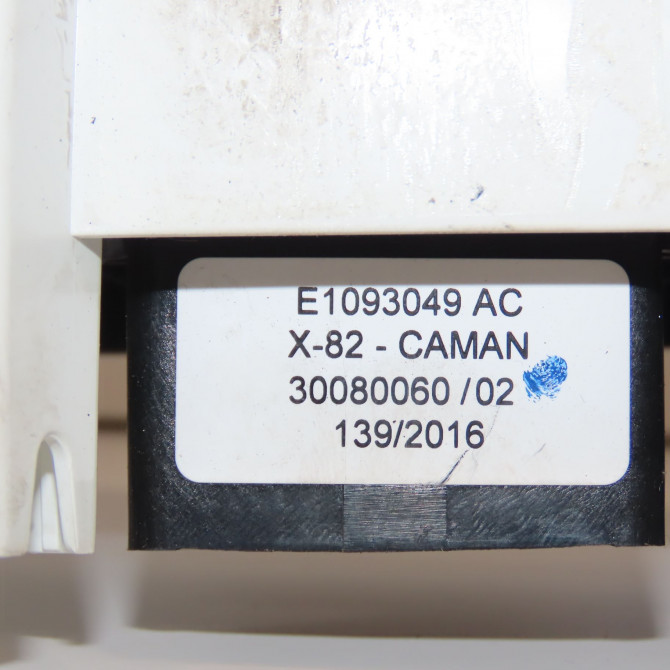 E1093049 AC
X-82 - CAMAN
30080060 /02
139/2016